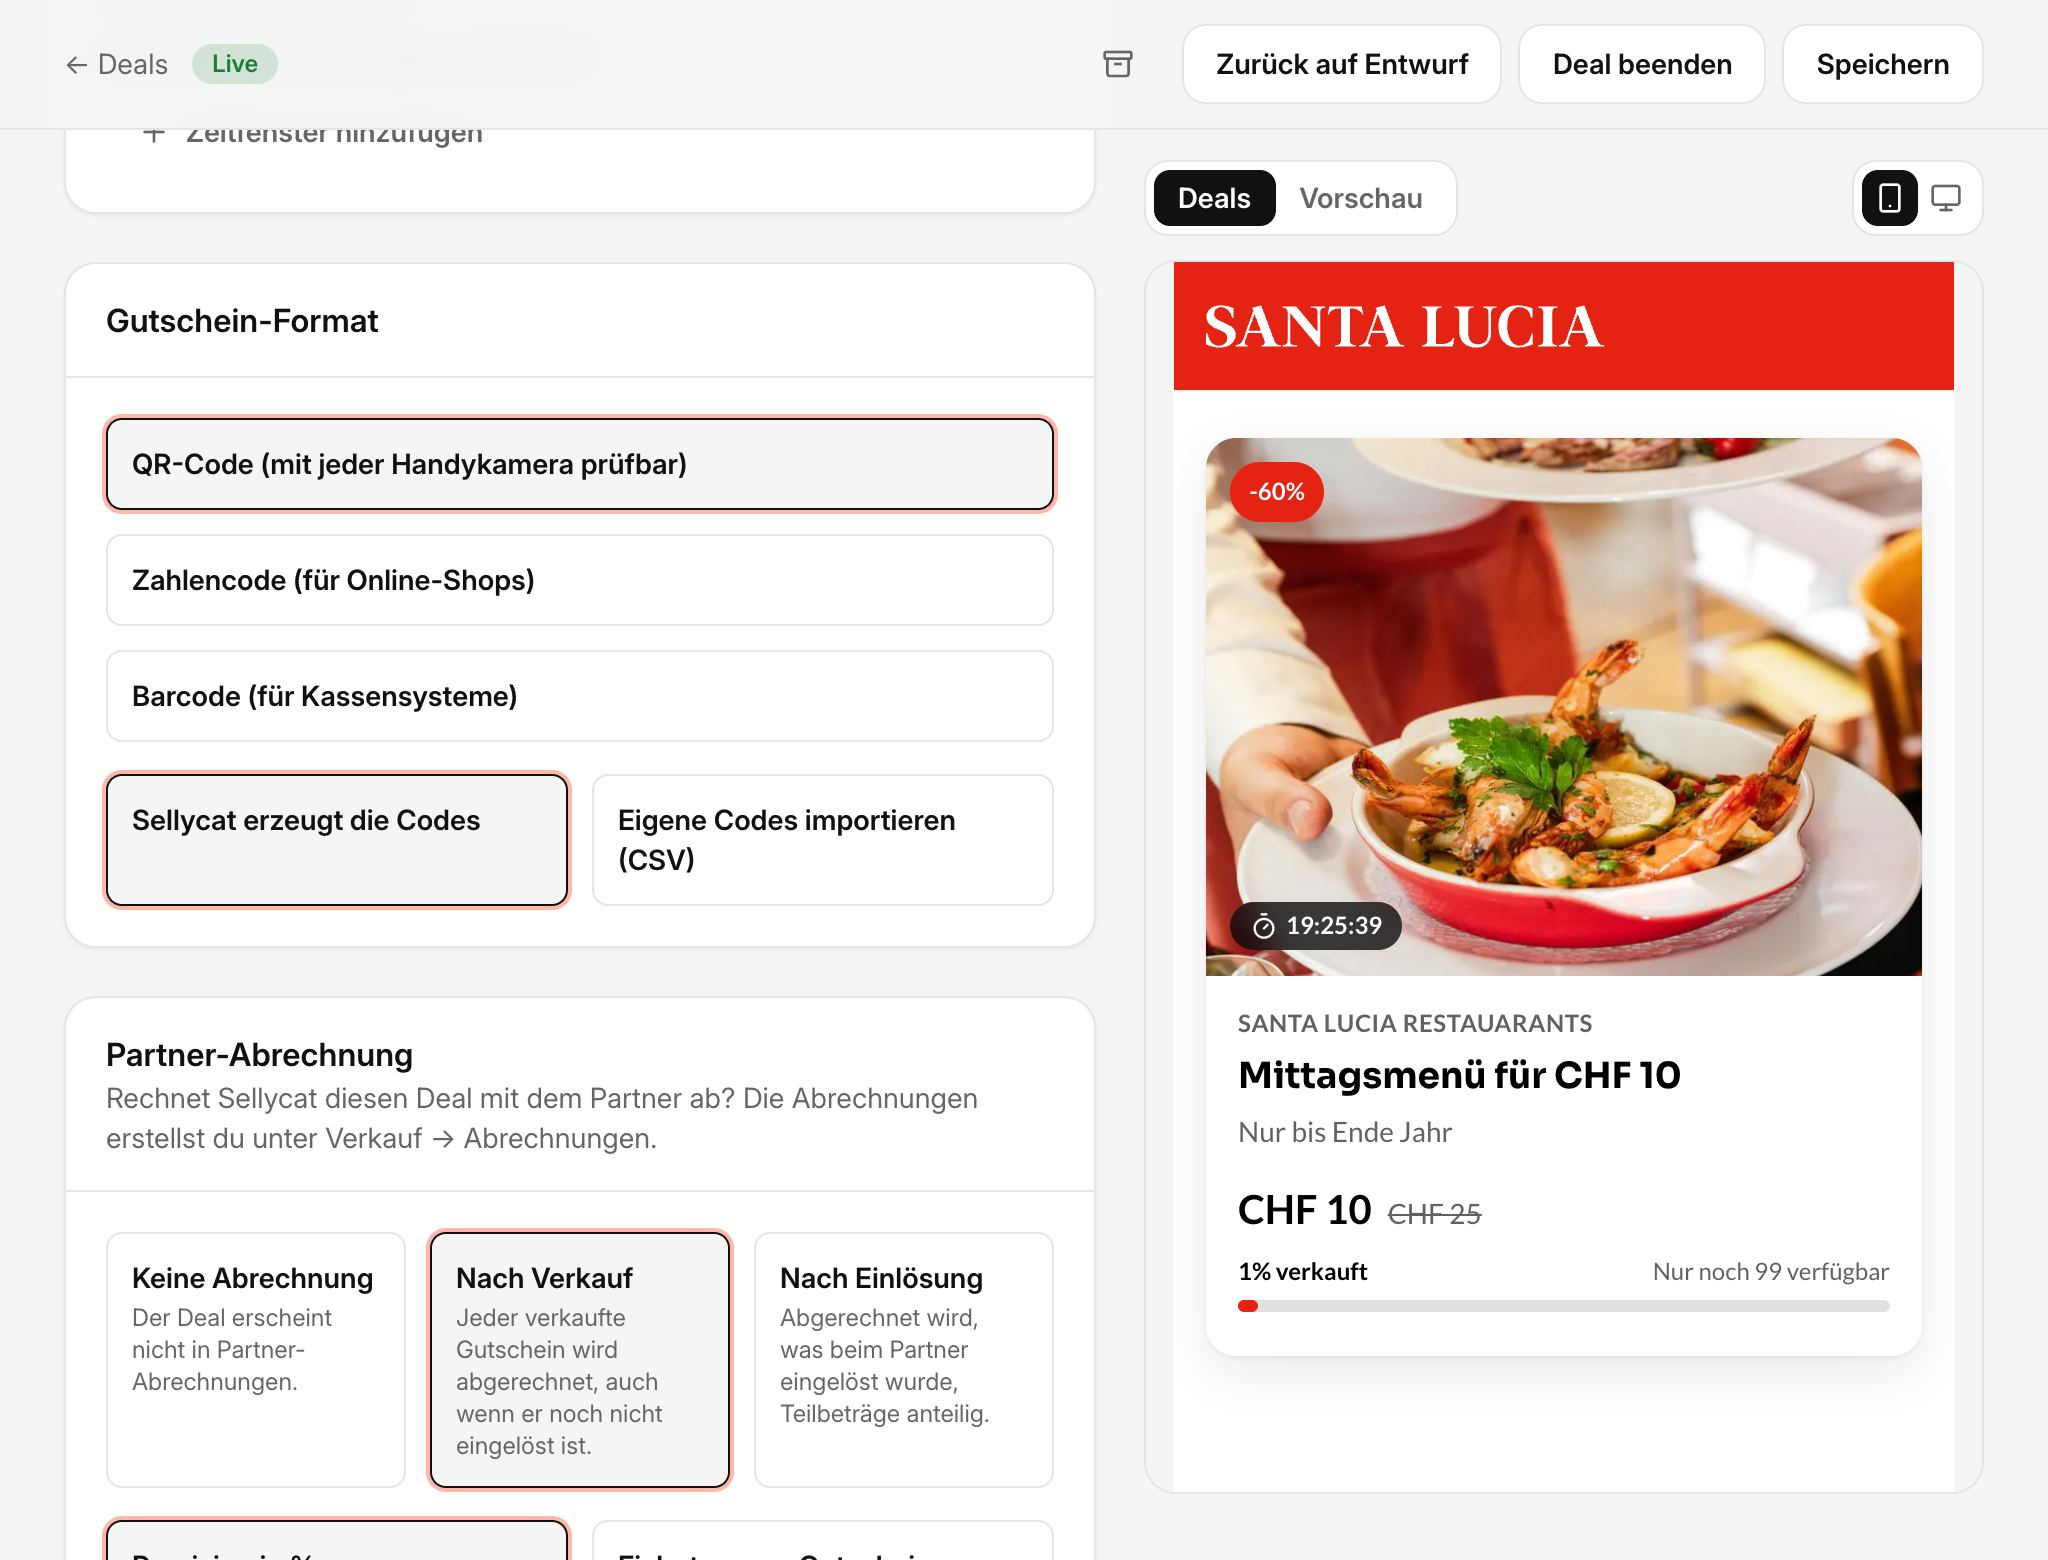 ← Deals
Live
Zurück auf Entwurf
Deal beenden
Speichern
+ Zeitfenster hinzufügen
Deals
Vorschau
Gutschein-Format
QR-Code (mit jeder Handykamera prüfbar)
Zahlencode (für Online-Shops)
Barcode (für Kassensysteme)
Sellycat erzeugt die Codes
Eigene Codes importieren
(CSV)
Partner-Abrechnung
Rechnet Sellycat diesen Deal mit dem Partner ab? Die Abrechnungen
erstellst du unter Verkauf → Abrechnungen.
Keine Abrechnung
Der Deal erscheint
nicht in Partner-
Abrechnungen.
Nach Verkauf
Jeder verkaufte
Gutschein wird
abgerechnet, auch
wenn er noch nicht
eingelöst ist.
Nach Einlösung
Abgerechnet wird,
was beim Partner
eingelöst wurde,
Teilbeträge anteilig.
SANTA LUCIA
-60%
19:25:39
SANTA LUCIA RESTAUARANTS
Mittagsmenü für CHF 10
Nur bis Ende Jahr
CHF 10 CHF 25
1% verkauft
Nur noch 99 verfügbar